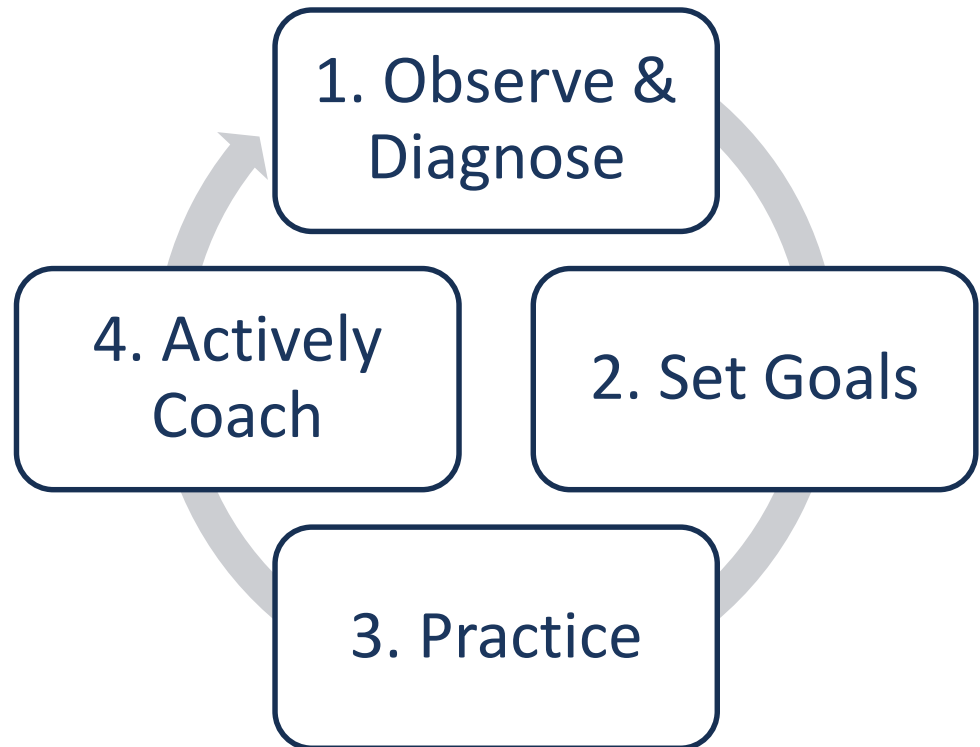 1. Observe &
Diagnose
2. Set Goals
3. Practice
4. Actively
Coach